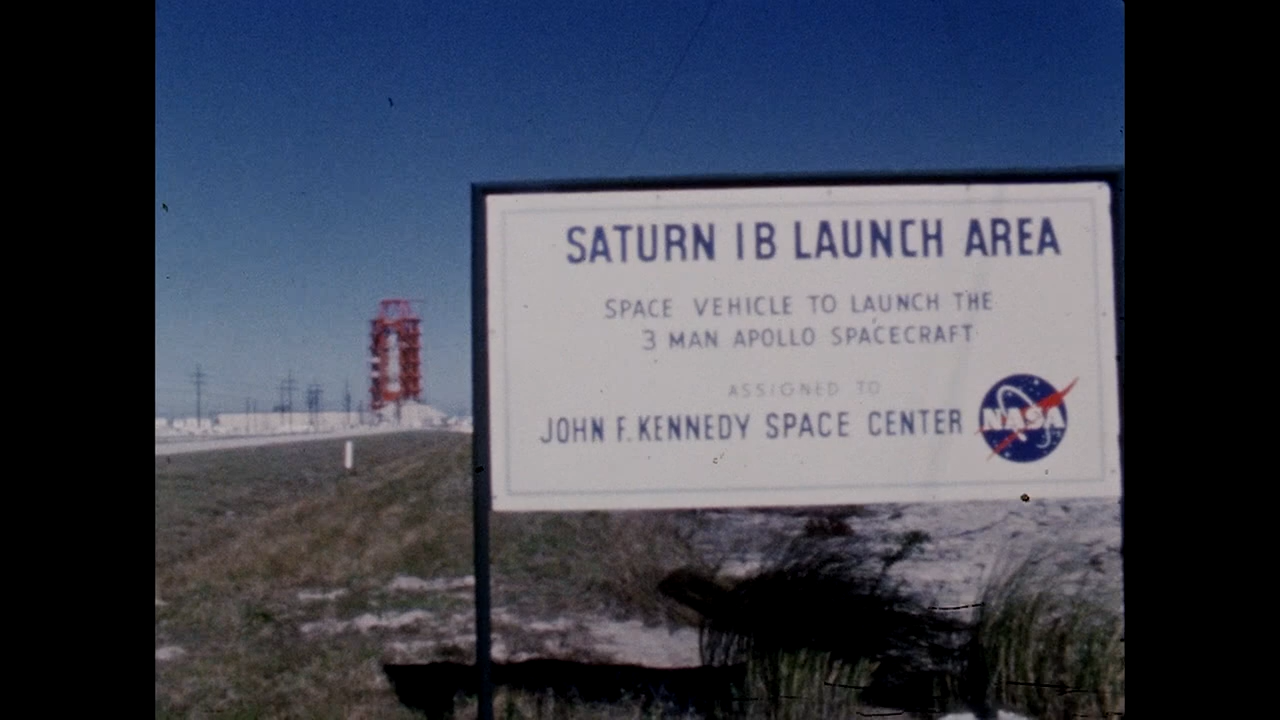 SATURN IB LAUNCH AREA
SPACE VEHICLE TO LAUNCH THE
3 MAN APOLLO SPACECRAFT
ASSIGNED TO
JOHN F. KENNEDY SPACE CENTER
NASA